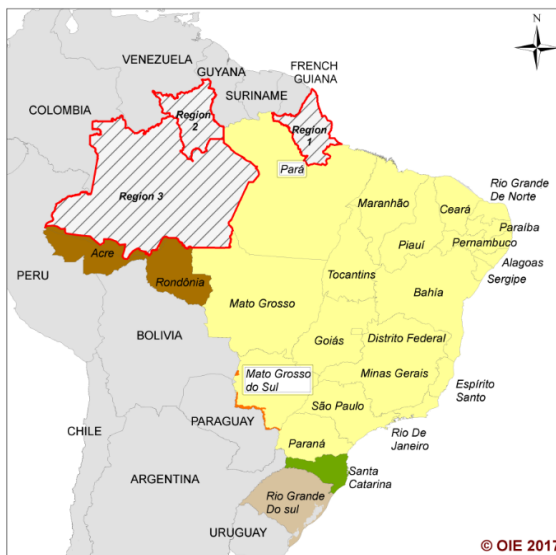 N
VENEZUELA
FRENCH
GUIANA
GUYANA
SURINAME
COLOMBIA
Region
2
Region
1
Pará
Region 3
Maranhão
Ceará
Rio Grande
De Norte
Paraíba
Piauí
Pernambuco
Alagoas
Sergipe
Acre
Rondônia
PERU
Tocantins
Bahía
Mato Grosso
BOLIVIA
Goiás
Distrito Federal
Mato Grosso
do Sul
Minas Gerais
Espírito
Santo
São Paulo
PARAGUAY
Rio De
Janeiro
CHILE
Paraná
Santa
Catarina
ARGENTINA
Rio Grande
Do sul
URUGUAY
© OIE 2017